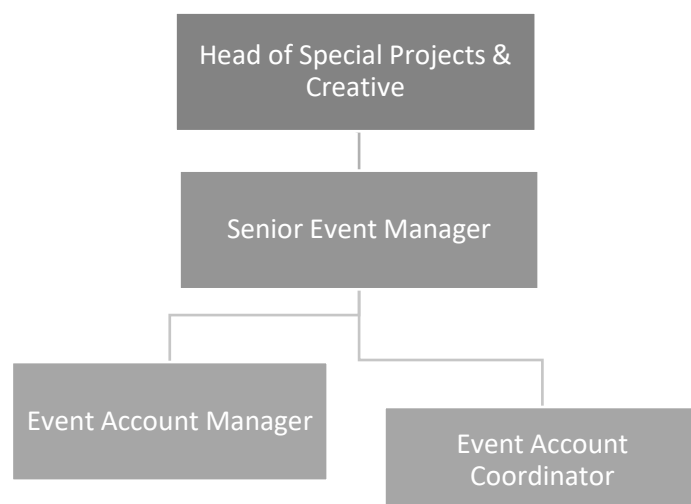 Head of Special Projects &
Creative
Senior Event Manager
Event Account Manager
Event Account
Coordinator